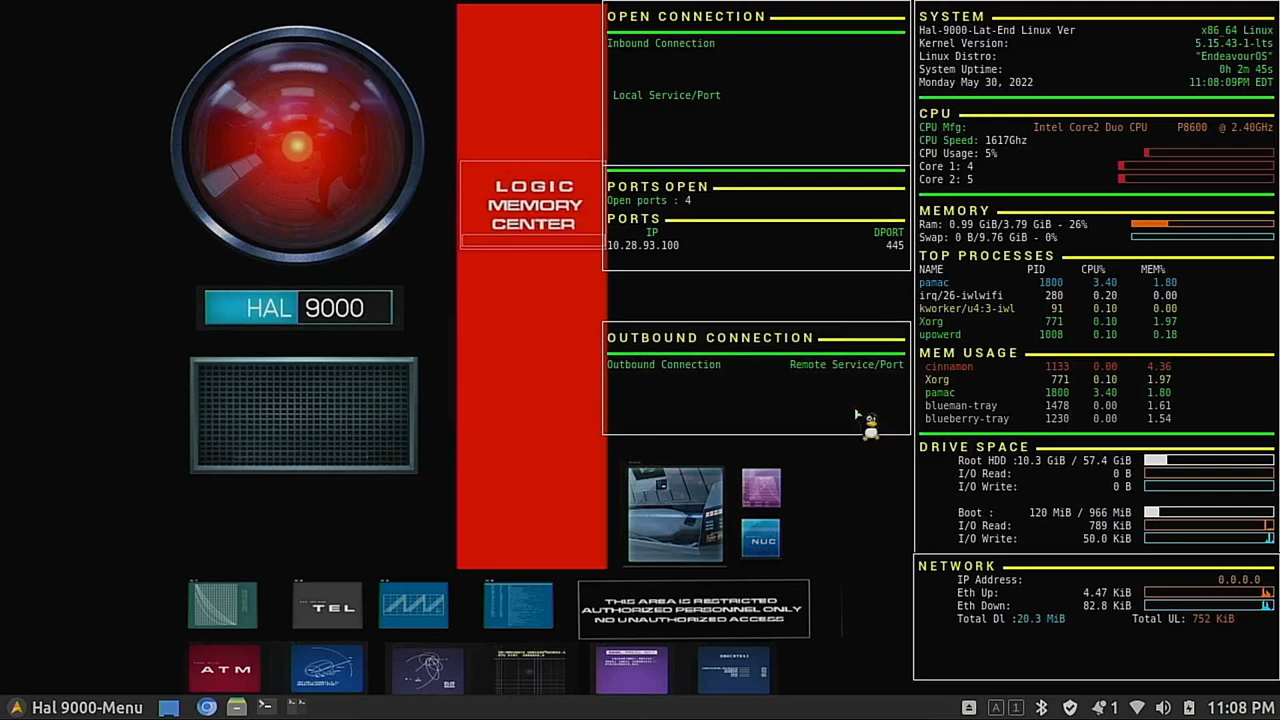 HAL 9000
LOGIC
MEMORY
CENTER
OPEN CONNECTION
Inbound Connection
Local Service/Port
PORTS OPEN
Open ports : 4
PORTS
IP DPORT
10.28.93.100 445
OUTBOUND CONNECTION
Outbound Connection Remote Service/Port
NUC
TEL
THIS AREA IS RESTRICTED
AUTHORIZED PERSONNEL ONLY
NO UNAUTHORIZED ACCESS
ATM
SYSTEM
Hal-9000-Lat-End Linux Ver x86_64 Linux
Kernel Version: 5.15.43-1-lts
Linux Distro: "EndeavourOS"
System Uptime: 0h 2m 45s
Monday May 30, 2022 11:08:09PM EDT
CPU
CPU Mfg: Intel Core2 Duo CPU P8600 @ 2.40GHz
CPU Speed: 1617Ghz
CPU Usage: 5%
Core 1: 4
Core 2: 5
MEMORY
Ram: 0.99 GiB/3.79 GiB - 26%
Swap: 0 B/9.76 GiB - 0%
TOP PROCESSES
NAME PID CPU% MEM%
pamac 1800 3.40 1.80
irq/26-iwlwifi 280 0.20 0.00
kworker/u4:3-iwl 91 0.10 0.00
Xorg 771 0.10 1.97
upowerd 1008 0.10 0.18
MEM USAGE
cinnamon 1133 0.00 4.36
Xorg 771 0.10 1.97
pamac 1800 3.40 1.80
blueman-tray 1478 0.00 1.61
blueberry-tray 1230 0.00 1.54
DRIVE SPACE
Root HDD :10.3 GiB / 57.4 GiB
I/O Read: 0 B
I/O Write: 0 B
Boot : 120 MiB / 966 MiB
I/O Read: 789 KiB
I/O Write: 50.0 KiB
NETWORK
IP Address: 0.0.0.0
Eth Up: 4.47 KiB
Eth Down: 82.8 KiB
Total Dl :20.3 MiB Total UL: 752 KiB
Hal 9000-Menu A 1 1 11:08 PM